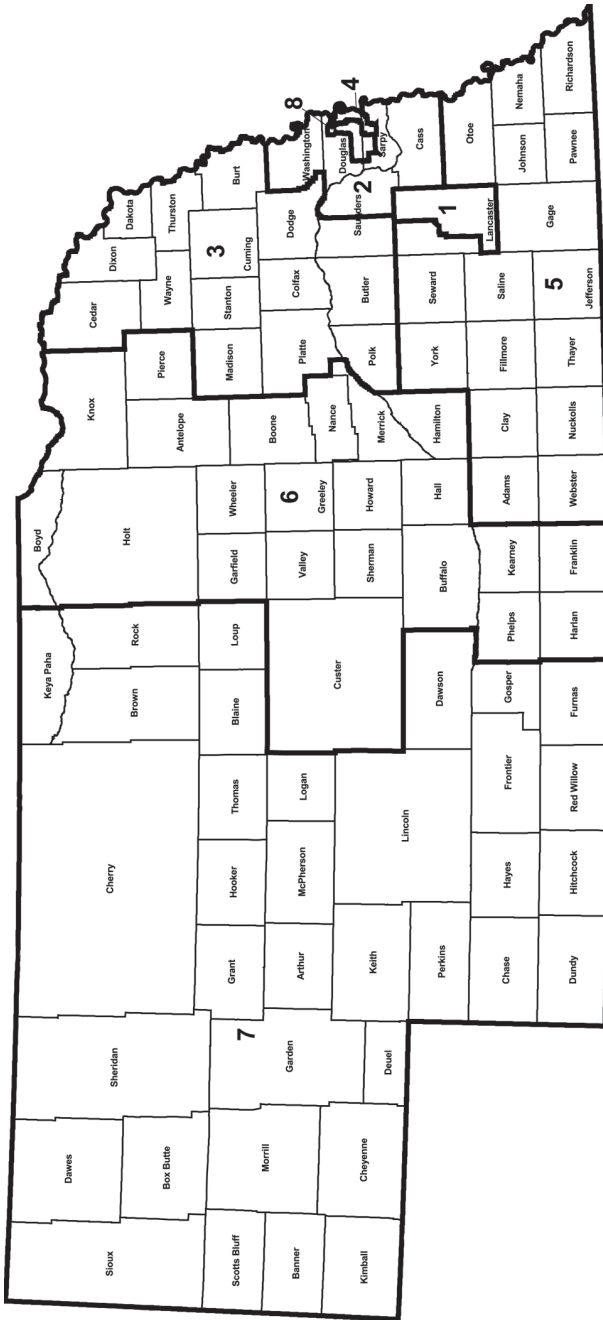 Sioux
Dawes
Box Butte
Sheridan
Cherry
Keya Paha
Boyd
Brown
Rock
Holt
Knox
Cedar
Dixon
Dakota
Pierce
Wayne
Thurston
Antelope
Scotts Bluff
Banner
Kimball
Morrill
Cheyenne
7
Garden
Deuel
Grant
Hooker
Thomas
Blaine
Loup
Garfield
Wheeler
Boone
Madison
Stanton
3
Cuming
Burt
Arthur
McPherson
Logan
Custer
Valley
6
Greeley
Nance
Platte
Colfax
Dodge
Washington
8
Keith
Lincoln
Sherman
Howard
Merrick
Polk
Butler
Saunders
2
Douglas
4
Sarpy
Perkins
Dawson
Buffalo
Hall
Hamilton
York
Seward
1
Lancaster
Cass
Otoe
Chase
Hayes
Frontier
Gosper
Phelps
Kearney
Adams
Clay
Fillmore
Saline
Johnson
Nemaha
Dundy
Hitchcock
Red Willow
Furnas
Harlan
Franklin
Webster
Nuckolls
Thayer
5
Jefferson
Gage
Pawnee
Richardson